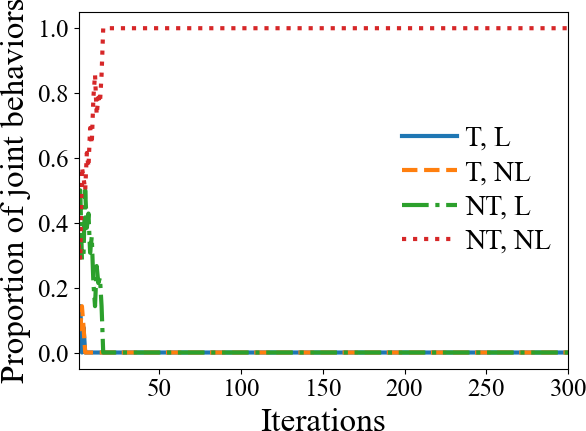 Proportion of joint behaviors
1.0
0.8
0.6
0.4
0.2
0.0
T, L
T, NL
NT, L
NT, NL
50 100 150 200 250 300
Iterations